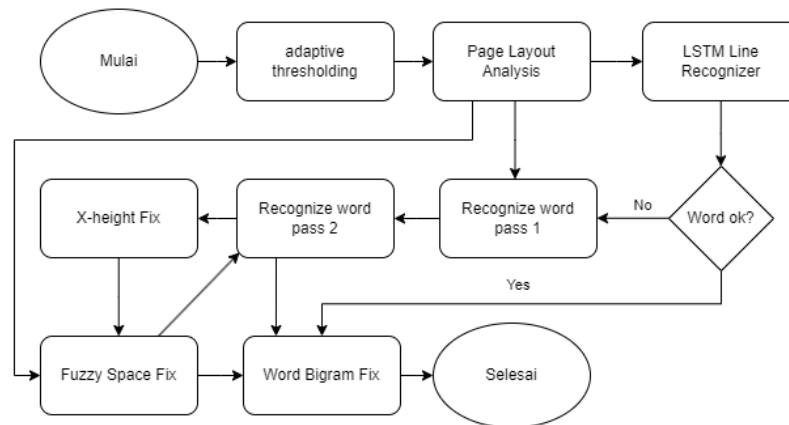 Mulai
adaptive
thresholding
Page Layout
Analysis
LSTM Line
Recognizer
X-height Fix
Recognize word
pass 2
Recognize word
pass 1
No
Word ok?
Yes
Fuzzy Space Fix
Word Bigram Fix
Selesai